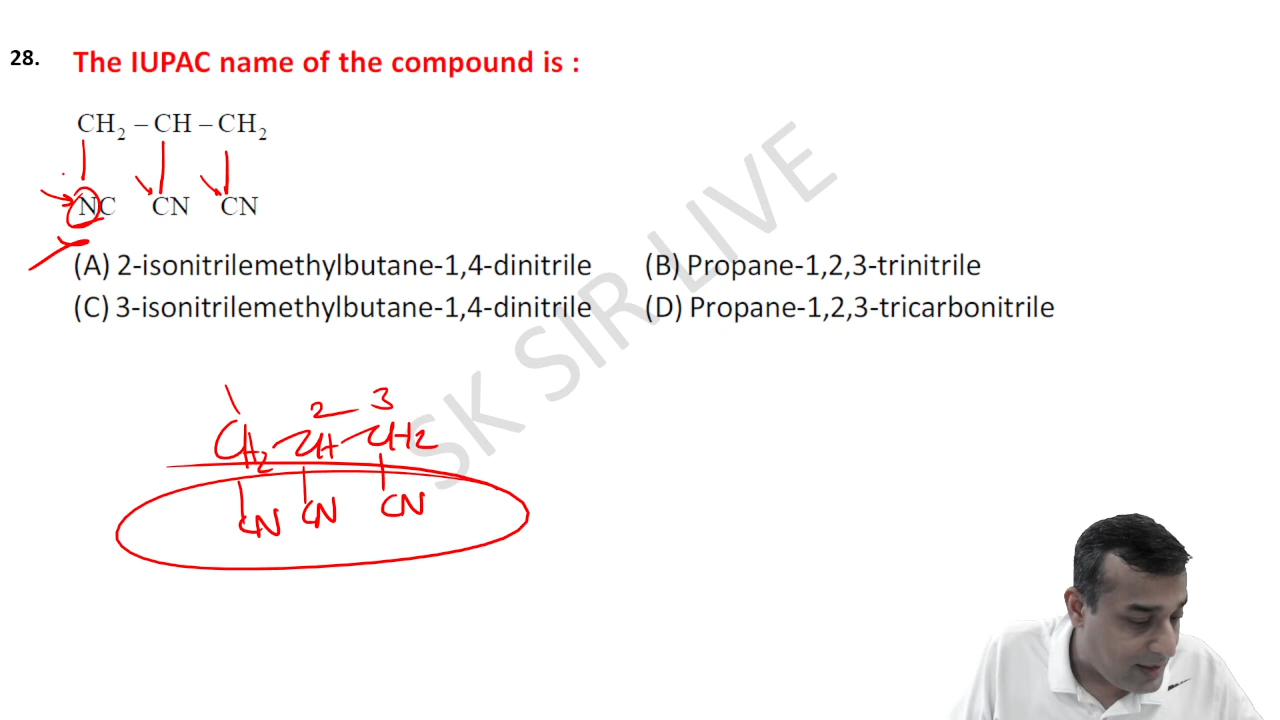 28. The IUPAC name of the compound is :
CH₂ – CH – CH₂
NC CN CN
(A) 2-isonitrilemethylbutane-1,4-dinitrile (B) Propane-1,2,3-trinitrile
(C) 3-isonitrilemethylbutane-1,4-dinitrile (D) Propane-1,2,3-tricarbonitrile
SK SIR LIVE
1 2 3
CH₂ – CH – CH2
CN CN CN